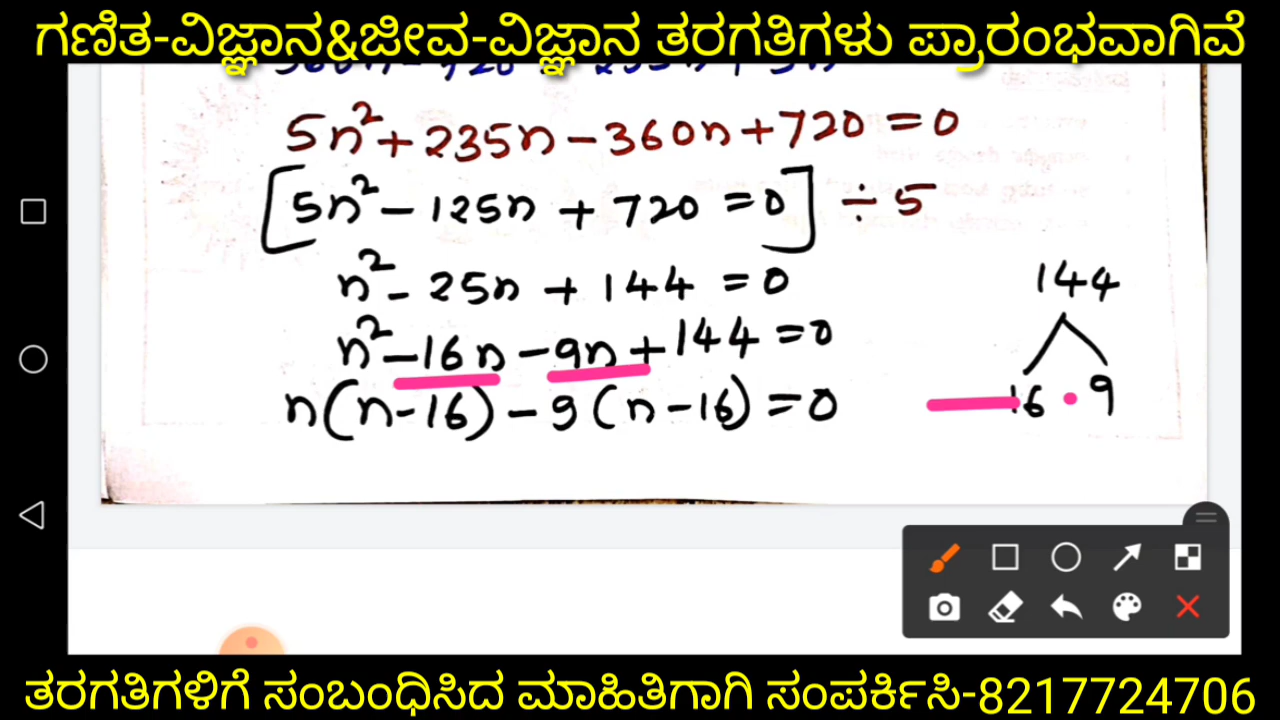 ಗಣಿತ-ವಿಜ್ಞಾನ&ಜೀವ-ವಿಜ್ಞಾನ ತರಗತಿಗಳು ಪ್ರಾರಂಭವಾಗಿವೆ
5n²+235n-360n+720=0
[5n²-125n+720=0]÷5
n²-25n+144=0
144
n²-16n-9n+144=0
n(n-16)-9(n-16)=0
16·9
ತರಗತಿಗಳಿಗೆ ಸಂಬಂಧಿಸಿದ ಮಾಹಿತಿಗಾಗಿ ಸಂಪರ್ಕಿಸಿ-8217724706